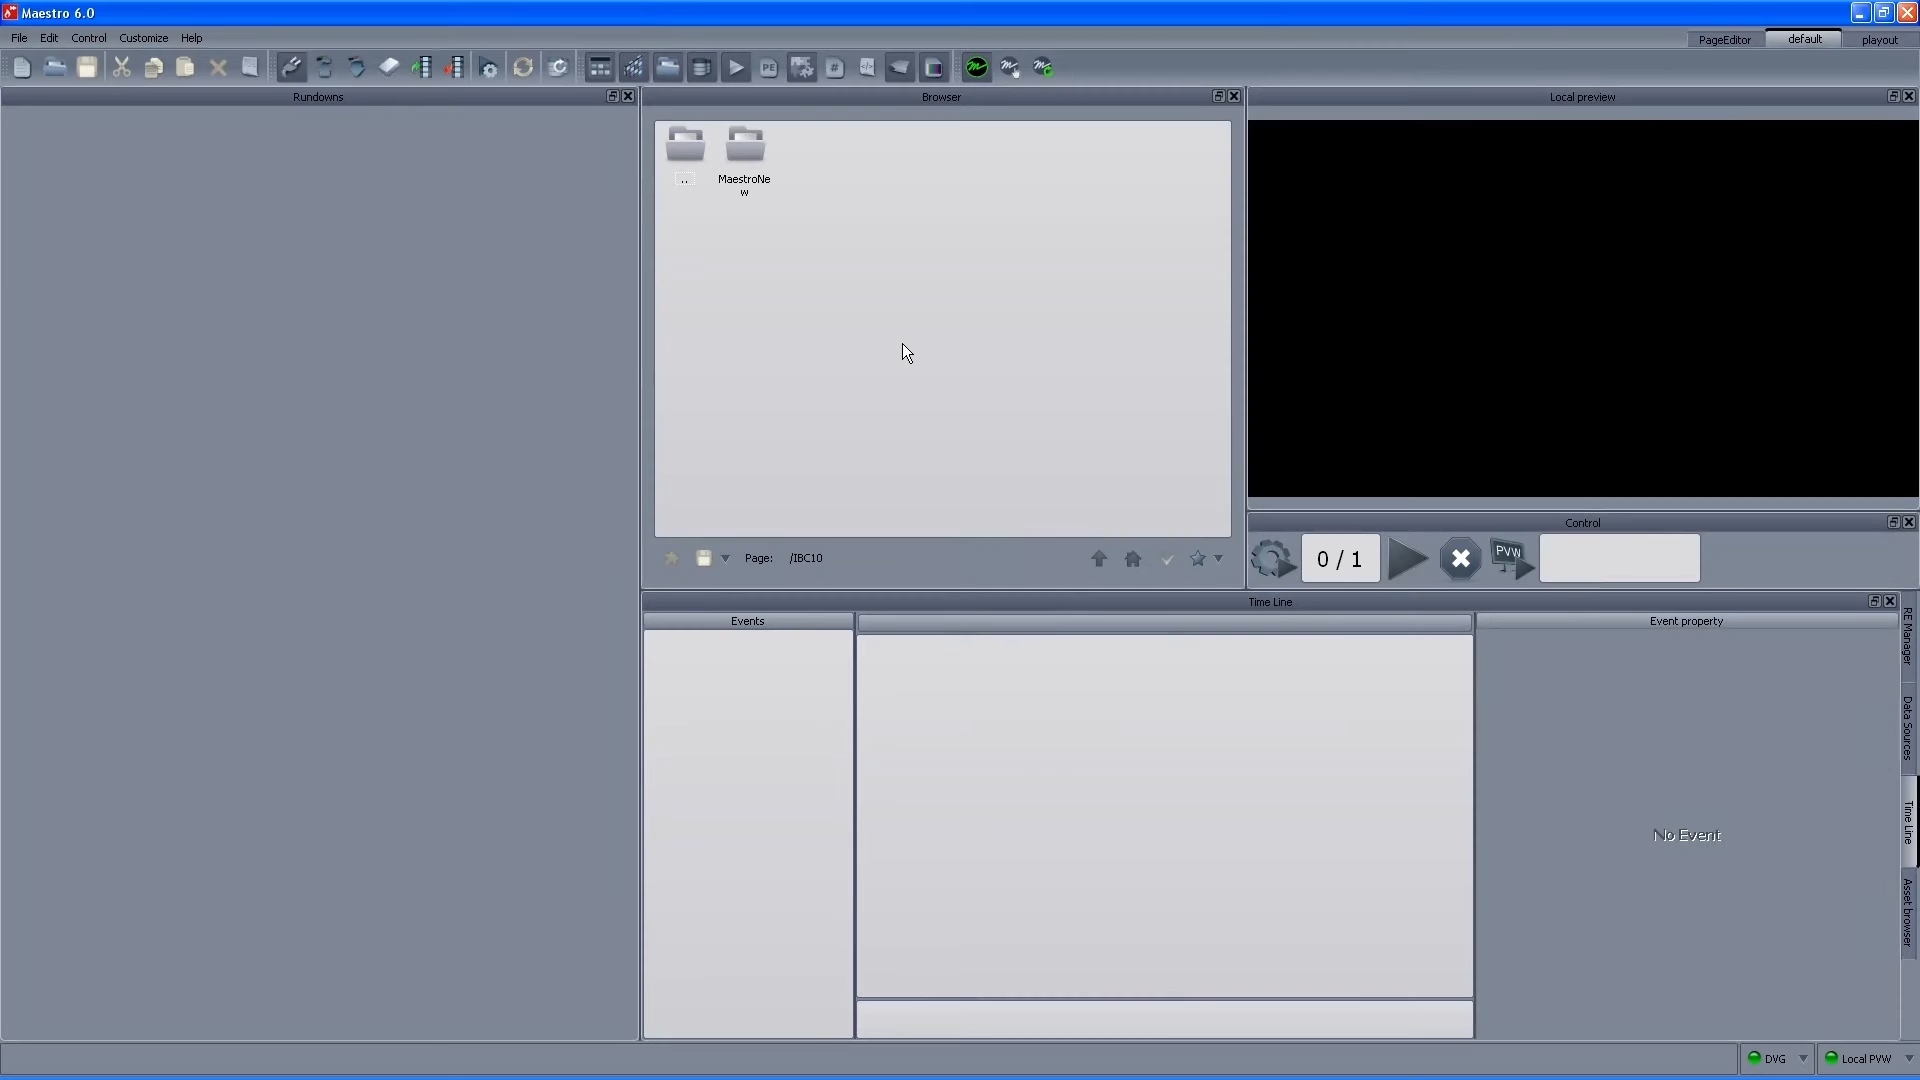 Maestro 6.0
File Edit Control Customize Help
PageEditor default playout
Rundowns
Browser
Local preview
..
MaestroNe
w
Page: /IBC10
Control
0 / 1
PVW
Time Line
Events
Event property
No Event
RE Manager
Data Sources
Time Line
Asset browser
DVG
Local PVW
PE
#
</>